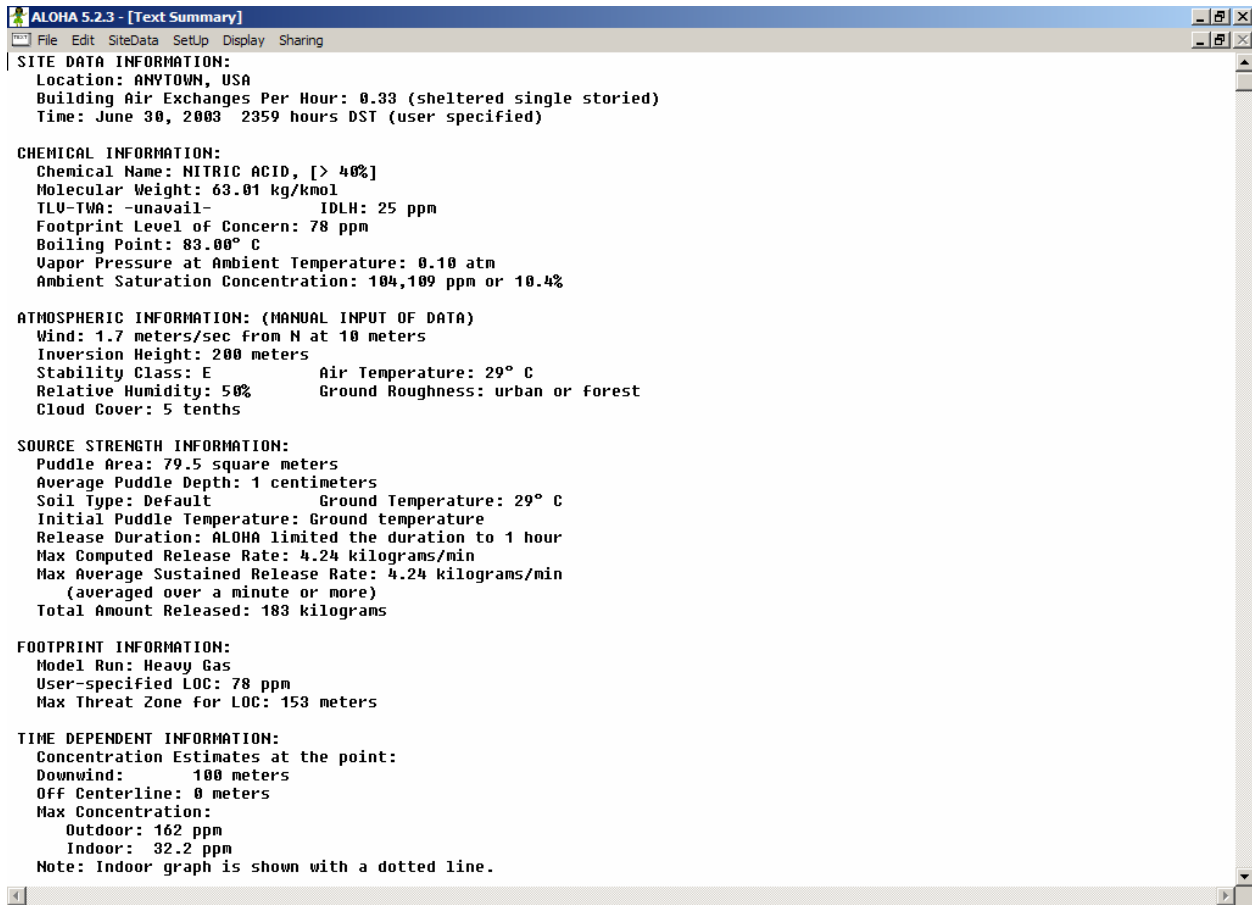 ALOHA 5.2.3 - [Text Summary]
File Edit SiteData SetUp Display Sharing
SITE DATA INFORMATION:
Location: ANYTOWN, USA
Building Air Exchanges Per Hour: 0.33 (sheltered single storied)
Time: June 30, 2003 2359 hours DST (user specified)
CHEMICAL INFORMATION:
Chemical Name: NITRIC ACID, [> 40%]
Molecular Weight: 63.01 kg/kmol
TLV-TWA: -unavail- IDLH: 25 ppm
Footprint Level of Concern: 78 ppm
Boiling Point: 83.00° C
Vapor Pressure at Ambient Temperature: 0.10 atm
Ambient Saturation Concentration: 104,109 ppm or 10.4%
ATMOSPHERIC INFORMATION: (MANUAL INPUT OF DATA)
Wind: 1.7 meters/sec from N at 10 meters
Inversion Height: 200 meters
Stability Class: E Air Temperature: 29° C
Relative Humidity: 50% Ground Roughness: urban or forest
Cloud Cover: 5 tenths
SOURCE STRENGTH INFORMATION:
Puddle Area: 79.5 square meters
Average Puddle Depth: 1 centimeters
Soil Type: Default Ground Temperature: 29° C
Initial Puddle Temperature: Ground temperature
Release Duration: ALOHA limited the duration to 1 hour
Max Computed Release Rate: 4.24 kilograms/min
Max Average Sustained Release Rate: 4.24 kilograms/min
(averaged over a minute or more)
Total Amount Released: 183 kilograms
FOOTPRINT INFORMATION:
Model Run: Heavy Gas
User-specified LOC: 78 ppm
Max Threat Zone for LOC: 153 meters
TIME DEPENDENT INFORMATION:
Concentration Estimates at the point:
Downwind: 100 meters
Off Centerline: 0 meters
Max Concentration:
Outdoor: 162 ppm
Indoor: 32.2 ppm
Note: Indoor graph is shown with a dotted line.